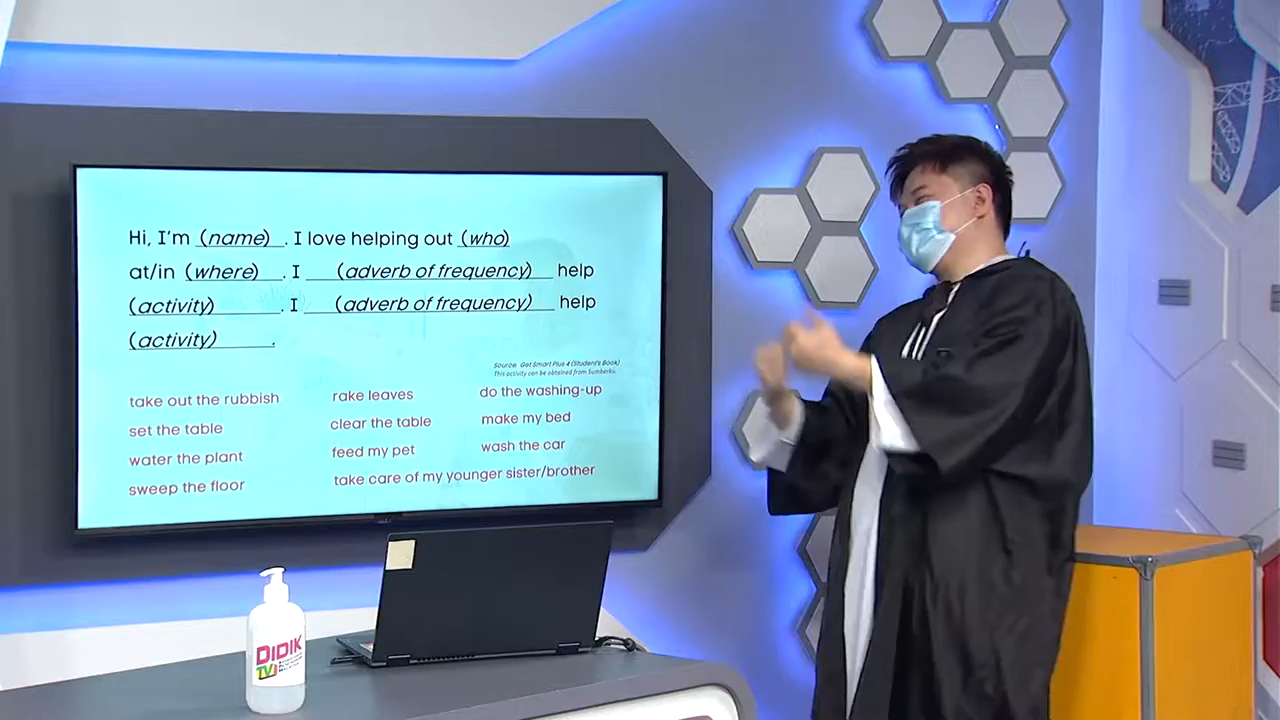 Hi, I'm (name) . I love helping out (who)
at/in (where) . I (adverb of frequency) help
(activity) . I (adverb of frequency) help
(activity) .
Source: Get Smart Plus 4 (Student's Book)
This activity can be obtained from Sumberku.
take out the rubbish
rake leaves
do the washing-up
set the table
clear the table
make my bed
water the plant
feed my pet
wash the car
sweep the floor
take care of my younger sister/brother
DIDIK
TV